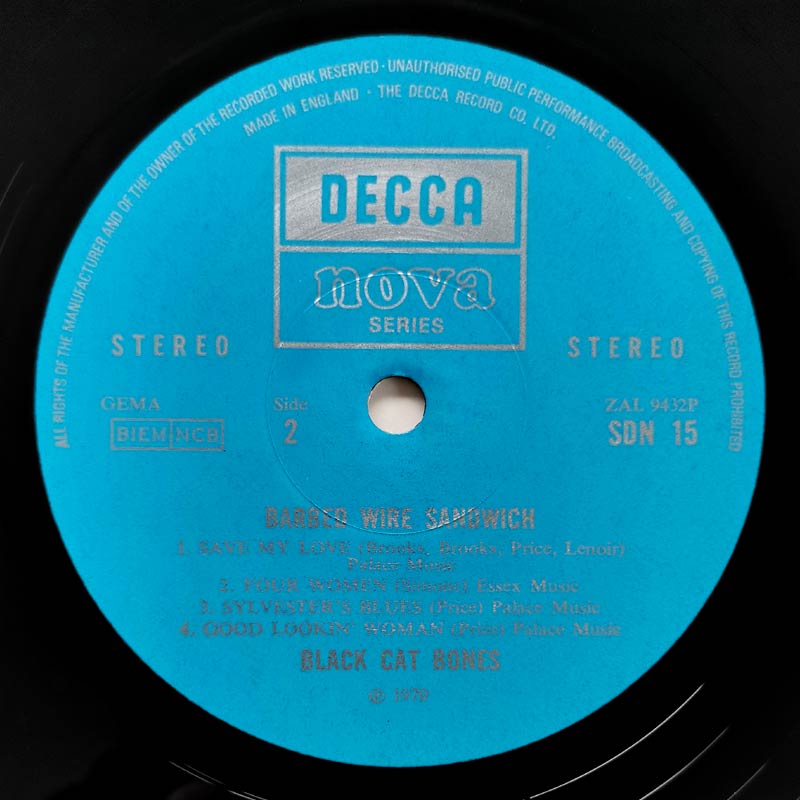 ALL RIGHTS OF THE MANUFACTURER AND OF THE OWNER OF THE RECORDED WORK RESERVED · UNAUTHORISED PUBLIC PERFORMANCE BROADCASTING AND COPYING OF THIS RECORD PROHIBITED
MADE IN ENGLAND · THE DECCA RECORD CO. LTD.
DECCA
nova
SERIES
STEREO
STEREO
GEMA
BIEM NCB
Side
2
ZAL 9432P
SDN 15
BARBED WIRE SANDWICH
1. SAVE MY LOVE (Brooks, Brooks, Price, Lenoir)
Palace Music
2. FOUR WOMEN (Simone) Essex Music
3. SYLVESTER'S BLUES (Price) Palace Music
4. GOOD LOOKIN' WOMAN (Price) Palace Music
BLACK CAT BONES
℗ 1970